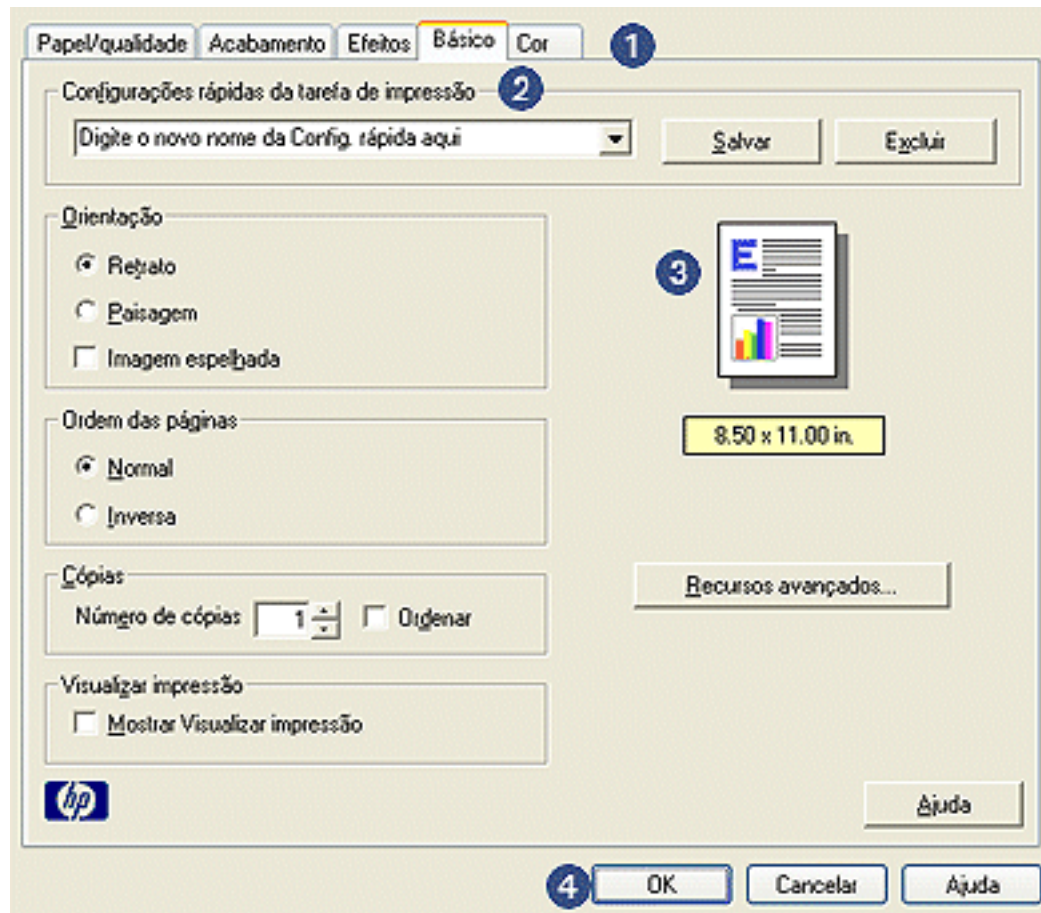 Papel/qualidade Acabamento Efeitos Básico Cor 1
Configurações rápidas da tarefa de impressão 2
Digite o novo nome da Config. rápida aqui Salvar Excluir
Orientação
Retrato
Paisagem
Imagem espelhada
3
E
8.50 x 11.00 in.
Ordem das páginas
Normal
Inversa
Cópias
Número de cópias 1 Ordenar
Recursos avançados...
Visualizar impressão
Mostrar Visualizar impressão
hp
Ajuda
4 OK Cancelar Ajuda